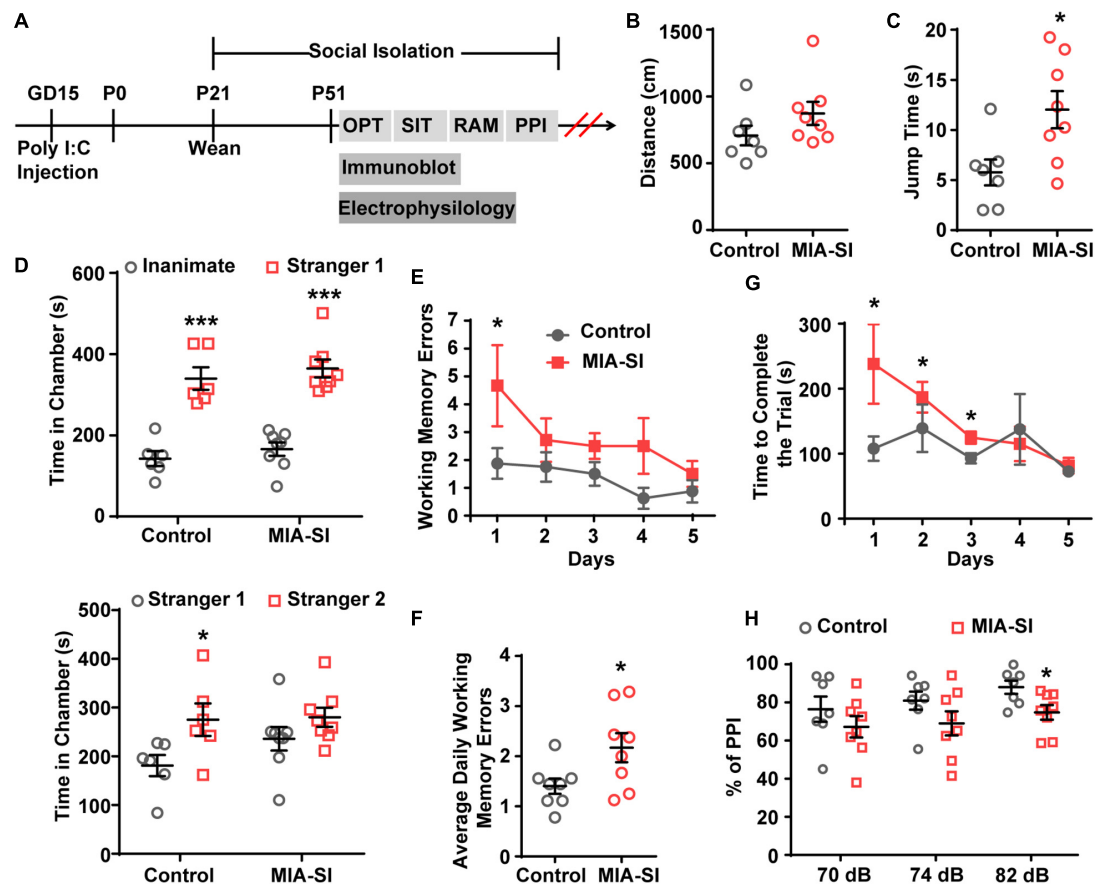 A
Social Isolation
GD15 P0 P21 P51
OPT SIT RAM PPI
Poly I:C
Injection
Wean
Immunoblot
Electrophysilology
B
Distance (cm)
1500
1000
500
0
Control MIA-SI
C
Jump Time (s)
20
15
10
5
0
*
Control MIA-SI
D
Inanimate Stranger 1
Time in Chamber (s)
600
400
200
0
*** ***
Control MIA-SI
Stranger 1 Stranger 2
Time in Chamber (s)
500
400
300
200
100
0
*
Control MIA-SI
E
Working Memory Errors
7
6
5
4
3
2
1
0
*
Control
MIA-SI
1 2 3 4 5
Days
F
Average Daily Working
Memory Errors
4
3
2
1
0
*
Control MIA-SI
G
Time to Complete
the Trial (s)
300
200
100
0
* * *
1 2 3 4 5
Days
H
Control MIA-SI
% of PPI
100
80
60
40
20
0
*
70 dB 74 dB 82 dB